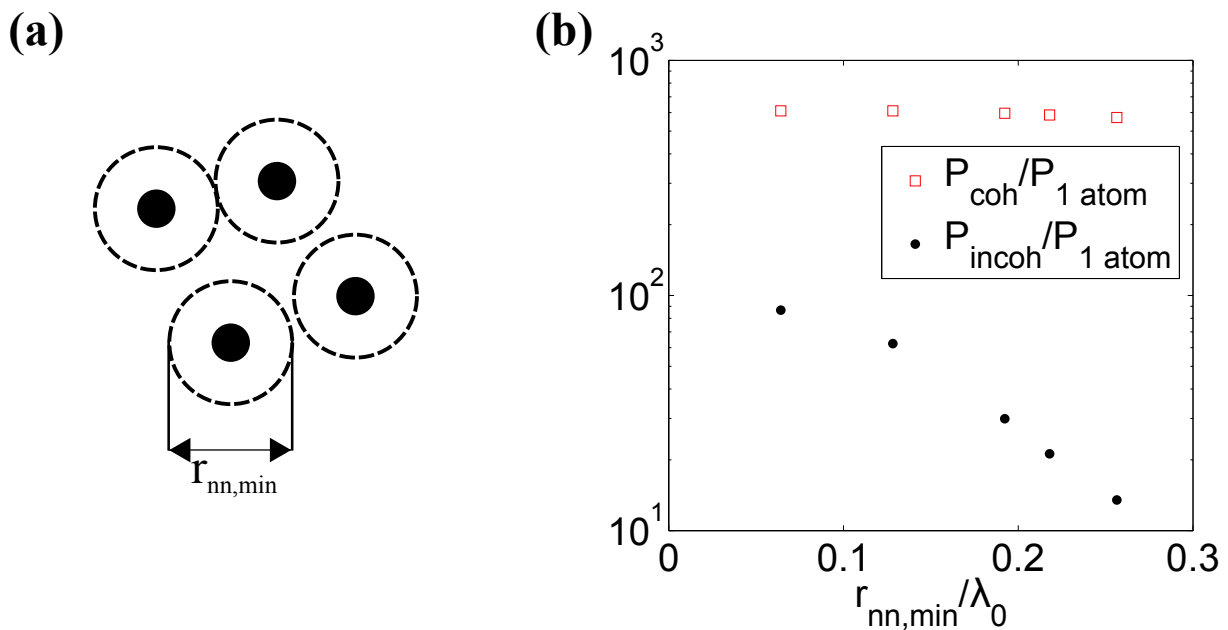 (a)
r_nn,min
(b)
10^3
10^2
10^1
P_coh/P_1 atom
P_incoh/P_1 atom
0 0.1 0.2 0.3
r_nn,min/λ_0